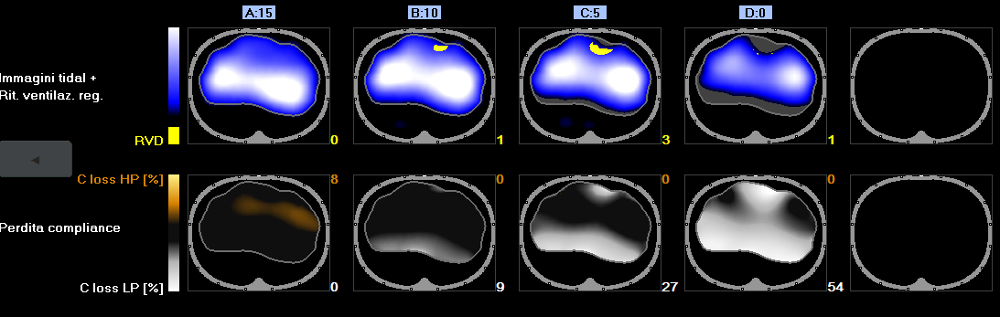 A:15
B:10
C:5
D:0
Immagini tidal +
Rit. ventilaz. reg.
RVD
0
1
3
1
C loss HP [%]
8
0
0
0
Perdita compliance
C loss LP [%]
0
9
27
54